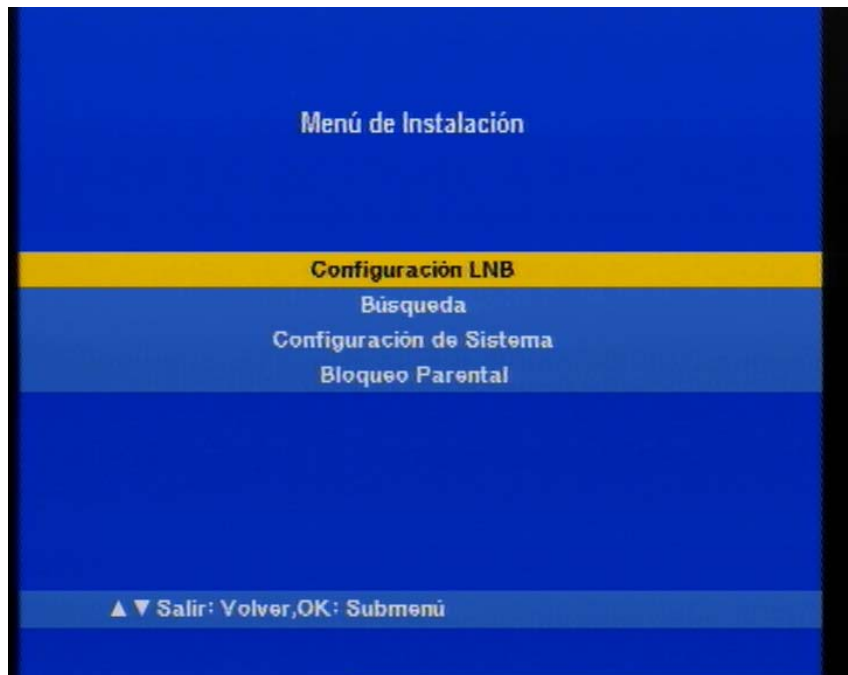 Menú de Instalación
Configuración LNB
Búsqueda
Configuración de Sistema
Bloqueo Parental
▲▼ Salir: Volver,OK: Submenú